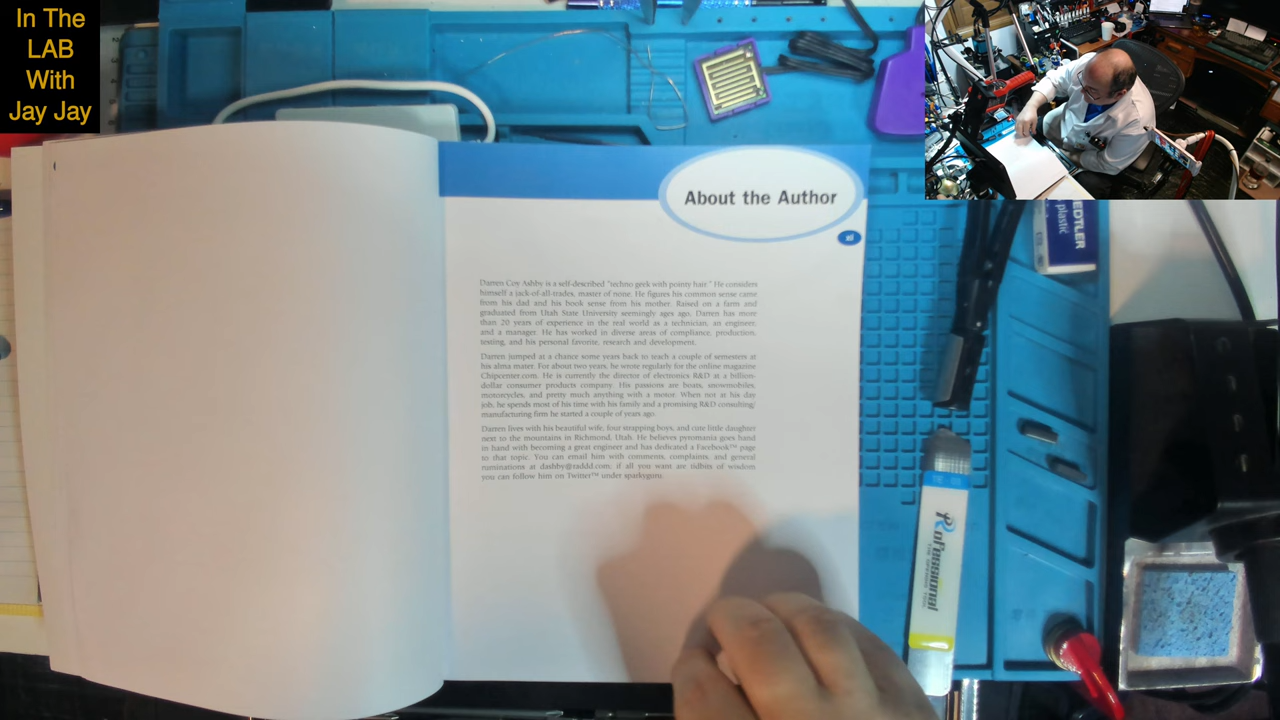 In The
LAB
With
Jay Jay
About the Author
xi
Darren Coy Ashby is a self-described "techno geek with pointy hair." He considers
himself a jack-of-all-trades, master of none. He figures his common sense came
from his dad and his book sense from his mother. Raised on a farm and
graduated from Utah State University seemingly ages ago, Darren has more
than 20 years of experience in the real world as a technician, an engineer,
and a manager. He has worked in diverse areas of compliance, production,
testing, and his personal favorite, research and development.
Darren jumped at a chance some years back to teach a couple of semesters at
his alma mater. For about two years, he wrote regularly for the online magazine
Chipcenter.com. He is currently the director of electronics R&D at a billion-
dollar consumer products company. His passions are boats, snowmobiles,
motorcycles, and pretty much anything with a motor. When not at his day
job, he spends most of his time with his family and a promising R&D consulting/
manufacturing firm he started a couple of years ago.
Darren lives with his beautiful wife, four strapping boys, and cute little daughter
next to the mountains in Richmond, Utah. He believes pyromania goes hand
in hand with becoming a great engineer and has dedicated a Facebook™ page
to that topic. You can email him with comments, complaints, and general
ruminations at dashby@raddd.com; if all you want are tidbits of wisdom
you can follow him on Twitter™ under sparkyguru.
EDTLER
plastic
RoFessional